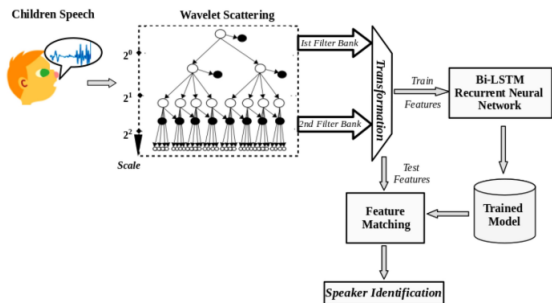 Children Speech
Wavelet Scattering
2⁰
2¹
2²
Scale
1st Filter Bank
2nd Filter Bank
Transformation
Train
Features
Bi-LSTM
Recurrent Neural
Network
Test
Features
Feature
Matching
Trained
Model
Speaker Identification